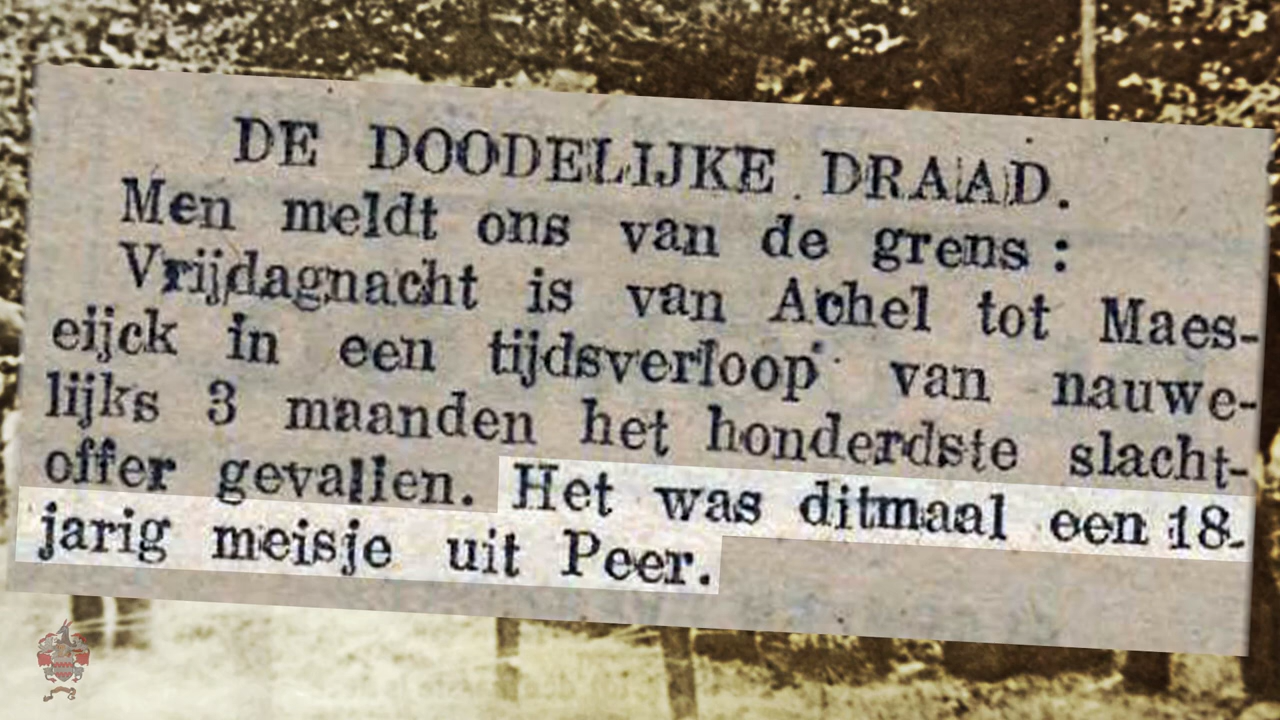 DE DOODELIJKE DRAAD.
Men meldt ons van de grens :
Vrijdagnacht is van Achel tot Maes-
eijck in een tijdsverloop van nauwe-
lijks 3 maanden het honderdste slacht-
offer gevallen. Het was ditmaal een 18-
jarig meisje uit Peer.